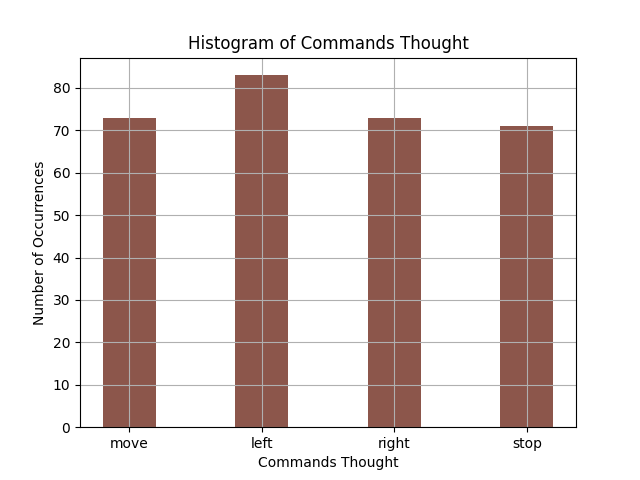 Histogram of Commands Thought
80
70
60
50
40
30
20
10
0
Number of Occurrences
move left right stop
Commands Thought